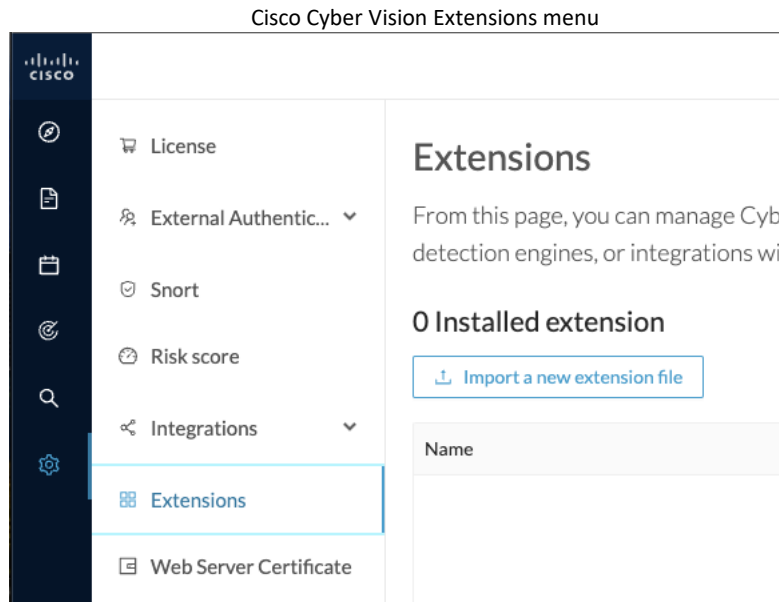 Cisco Cyber Vision Extensions menu
CISCO
License
External Authentic...
Snort
Risk score
Integrations
Extensions
Web Server Certificate
Extensions
From this page, you can manage Cyb
detection engines, or integrations wi
0 Installed extension
Import a new extension file
Name